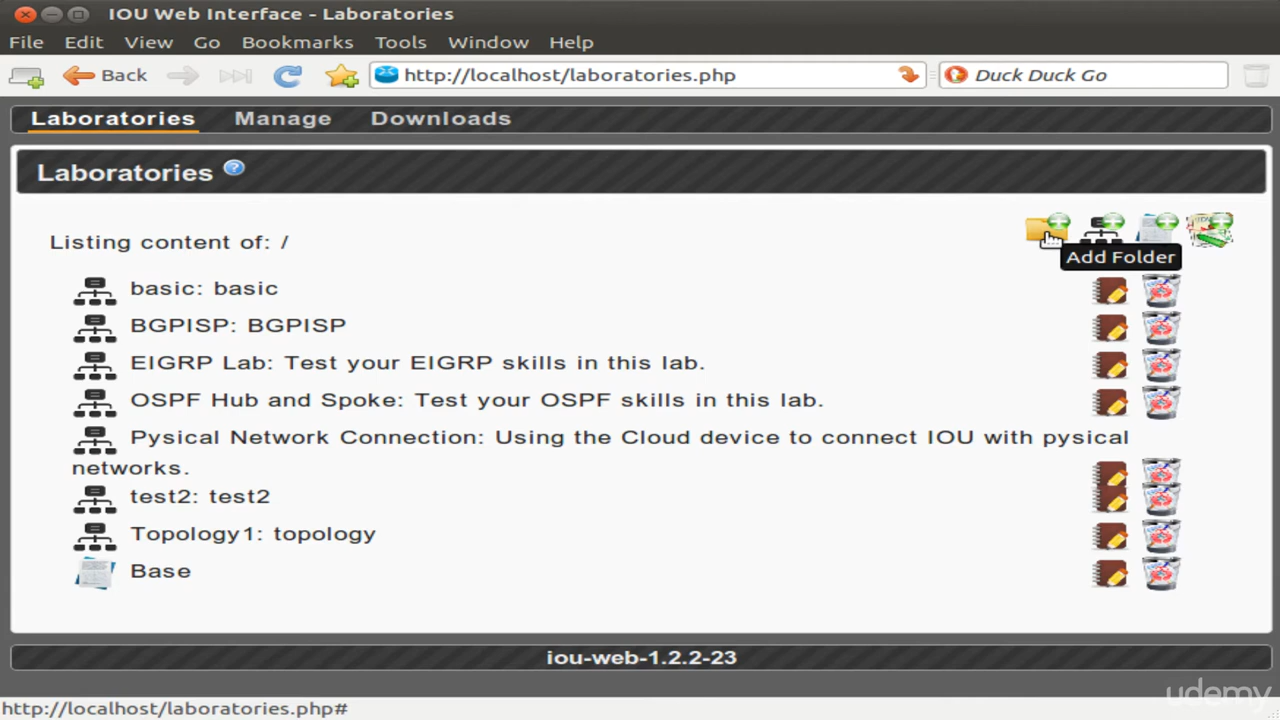 IOU Web Interface - Laboratories
File Edit View Go Bookmarks Tools Window Help
Back http://localhost/laboratories.php Duck Duck Go
Laboratories Manage Downloads
Laboratories ?
Listing content of: /
Add Folder
basic: basic
BGPISP: BGPISP
EIGRP Lab: Test your EIGRP skills in this lab.
OSPF Hub and Spoke: Test your OSPF skills in this lab.
Pysical Network Connection: Using the Cloud device to connect IOU with pysical
networks.
test2: test2
Topology1: topology
Base
iou-web-1.2.2-23
udemy
http://localhost/laboratories.php#